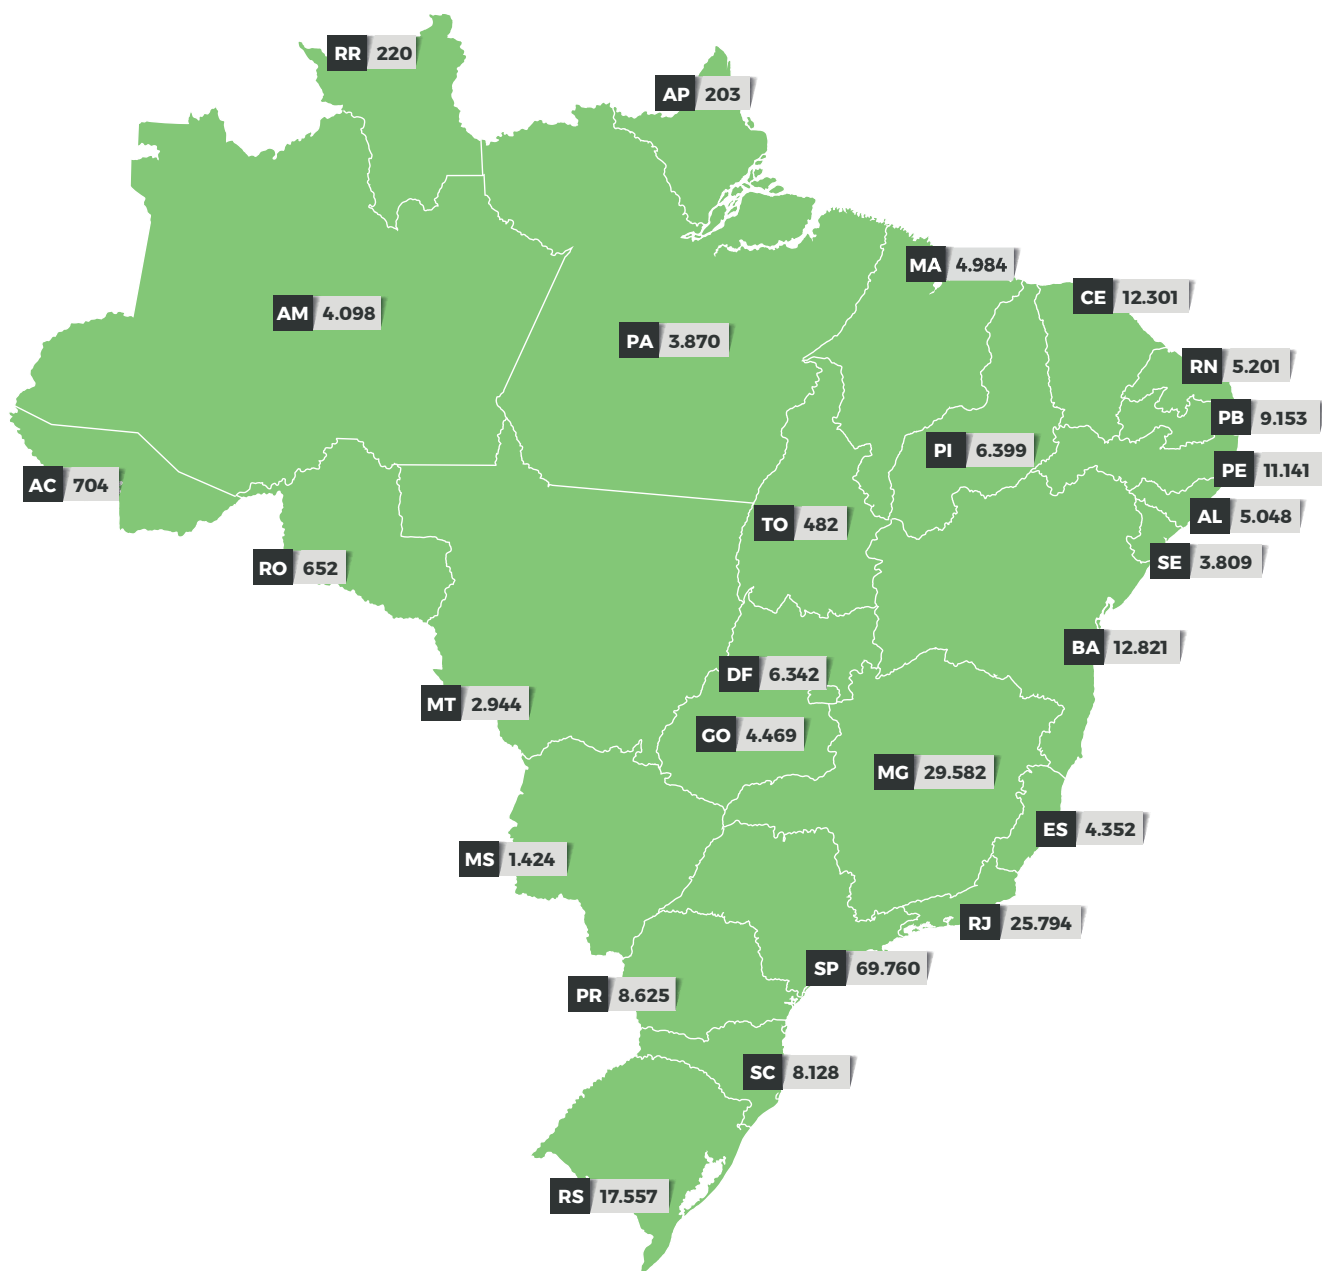 RR 220
AP 203
MA 4.984
CE 12.301
AM 4.098
PA 3.870
RN 5.201
PB 9.153
PI 6.399
PE 11.141
AC 704
AL 5.048
TO 482
SE 3.809
RO 652
BA 12.821
DF 6.342
MT 2.944
GO 4.469
MG 29.582
ES 4.352
MS 1.424
RJ 25.794
SP 69.760
PR 8.625
SC 8.128
RS 17.557